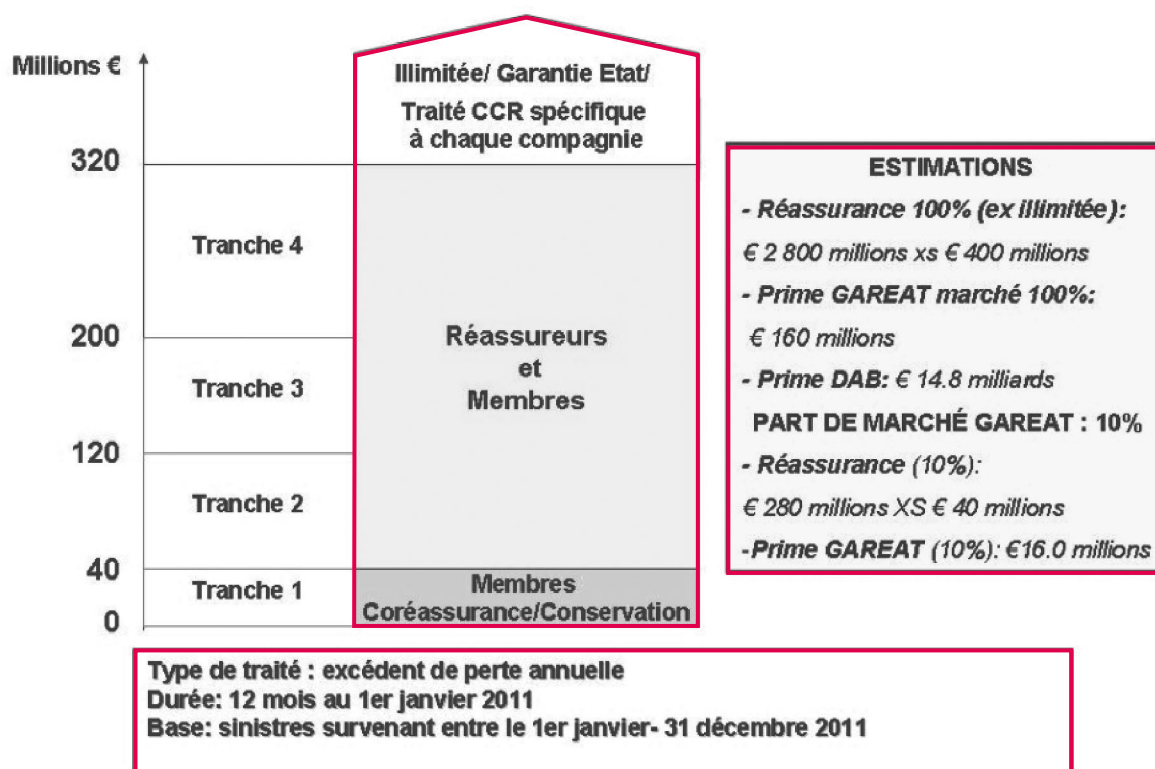 Millions €
Illimitée/ Garantie Etat/
Traité CCR spécifique
à chaque compagnie
320
Tranche 4
200
Réassureurs
et
Membres
Tranche 3
120
Tranche 2
40
Tranche 1
Membres
Coréassurance/Conservation
0
ESTIMATIONS
- Réassurance 100% (ex illimitée):
€ 2 800 millions xs € 400 millions
- Prime GAREAT marché 100%:
€ 160 millions
- Prime DAB: € 14.8 milliards
PART DE MARCHÉ GAREAT : 10%
- Réassurance (10%):
€ 280 millions XS € 40 millions
-Prime GAREAT (10%): €16.0 millions
Type de traité : excédent de perte annuelle
Durée: 12 mois au 1er janvier 2011
Base: sinistres survenant entre le 1er janvier- 31 décembre 2011